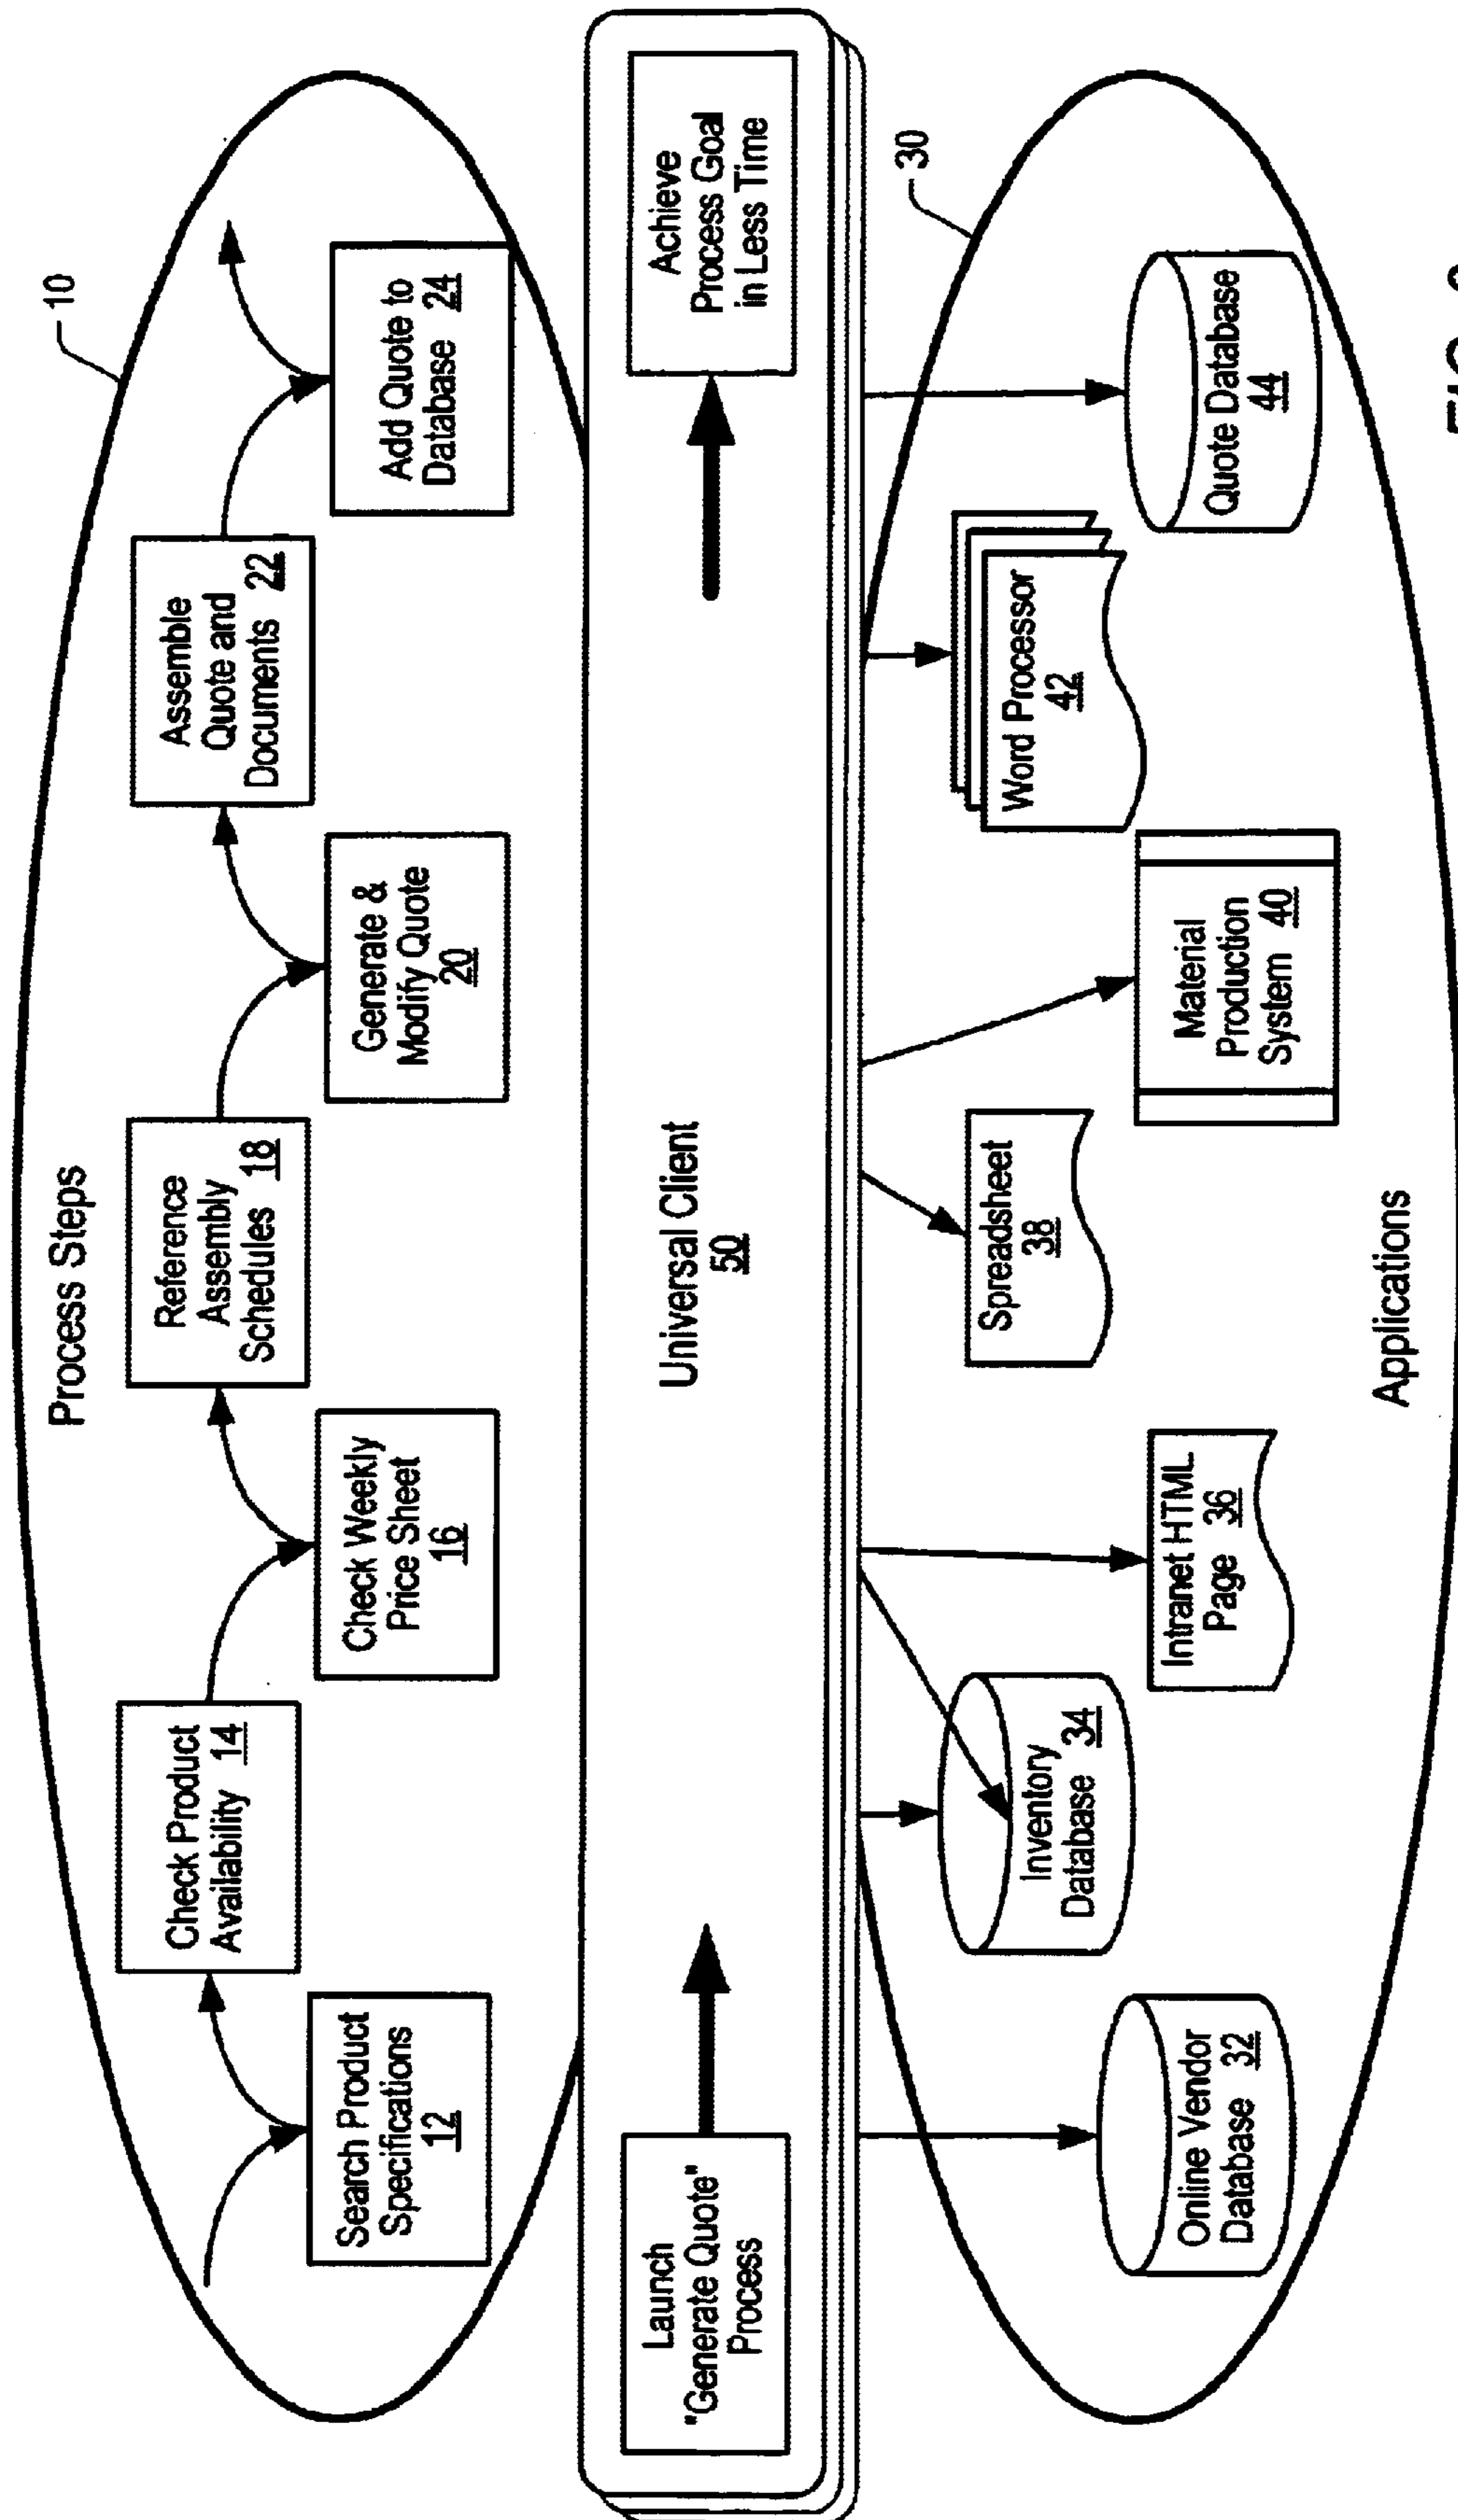 Process Steps
10
Search Product
Specifications
12
Check Product
Availability 14
Check Weekly
Price Sheet
16
Reference
Assembly
Schedules 18
Generate &
Modify Quote
20
Assemble
Quote and
Documents 22
Add Quote to
Database 24
Launch
"Generate Quote"
Process
Universal Client
50
Achieve
Process Goal
in Less Time
30
Online Vendor
Database 32
Inventory
Database 34
Intranet HTML
Page 36
Spreadsheet
38
Material
Production
System 40
Word Processor
42
Quote Database
44
Applications